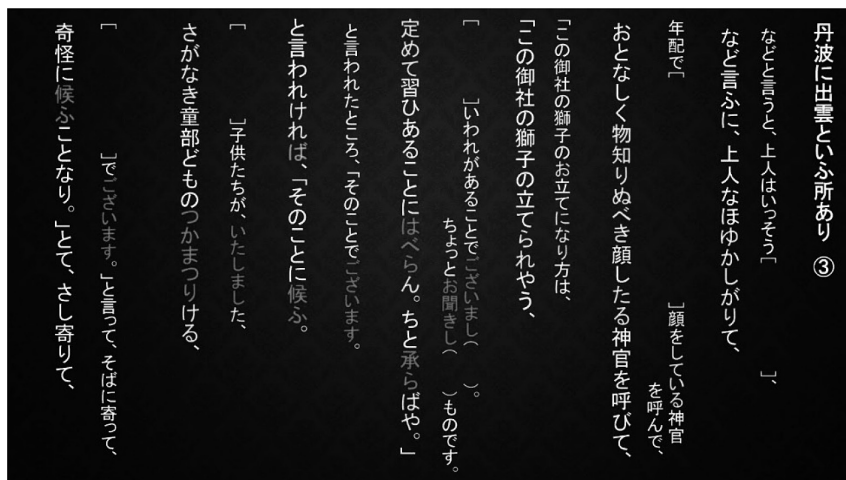 丹波に出雲といふ所あり　③
などと言うと、上人はいっそう［　　　　　　］、
など言ふに、上人なほゆかしがりて、
年配で［　　　　　　　　　　　　］顔をしている神官
を呼んで、
おとなしく物知りぬべき顔したる神官を呼びて、
「この御社の獅子のお立てになり方は、
「この御社の獅子の立てられやう、
［　　　　］いわれがあることでございまし（　　）。
ちょっとお聞きし（　　）ものです。
定めて習ひあることにはべらん。ちと承らばや。」
と言われたところ、「そのことでございます。
と言われければ、「そのことに候ふ。
［　　　　　］子供たちが、いたしました、
さがなき童部どものつかまつりける、
［　　　　　　　］でございます。」と言って、そばに寄って、
奇怪に候ふことなり。」とて、さし寄りて、